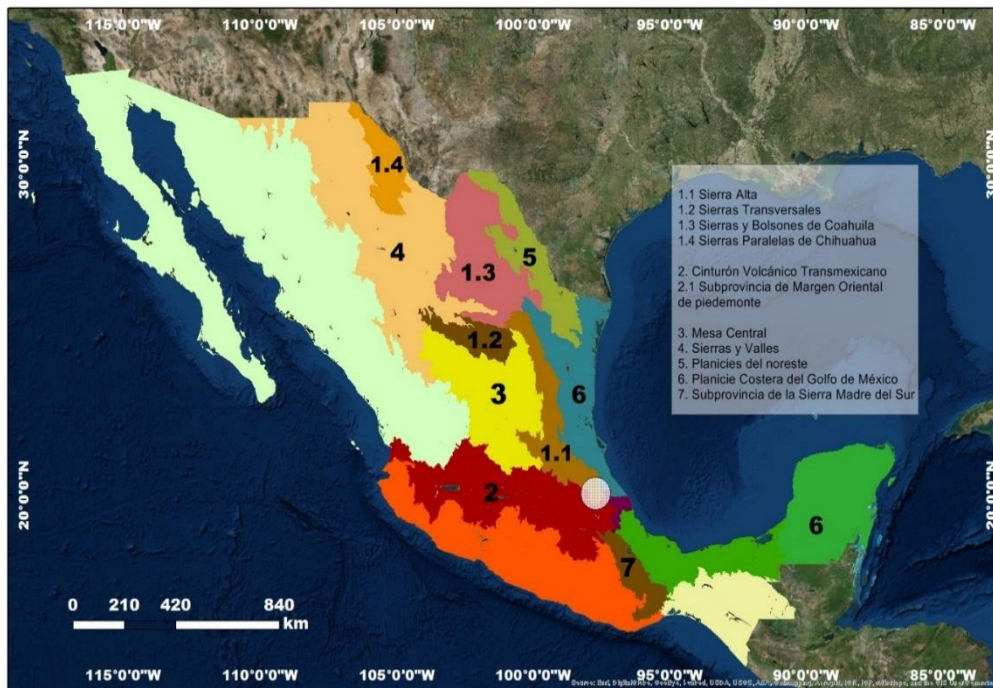 115°0'0"W 110°0'0"W 105°0'0"W 100°0'0"W 95°0'0"W 90°0'0"W 85°0'0"W
30°0'0"N
30°0'0"N
1.4
1.1 Sierra Alta
1.2 Sierras Transversales
1.3 Sierras y Bolsones de Coahuila
1.4 Sierras Paralelas de Chihuahua
2. Cinturón Volcánico Transmexicano
2.1 Subprovincia de Margen Oriental
de piedemonte
3. Mesa Central
4. Sierras y Valles
5. Planicies del noreste
6. Planicie Costera del Golfo de México
7. Subprovincia de la Sierra Madre del Sur
4
5
1.3
1.2
3
6
1.1
20°0'0"N
20°0'0"N
2
6
7
0 210 420 840
km
115°0'0"W 110°0'0"W 105°0'0"W 100°0'0"W 95°0'0"W 90°0'0"W 85°0'0"W